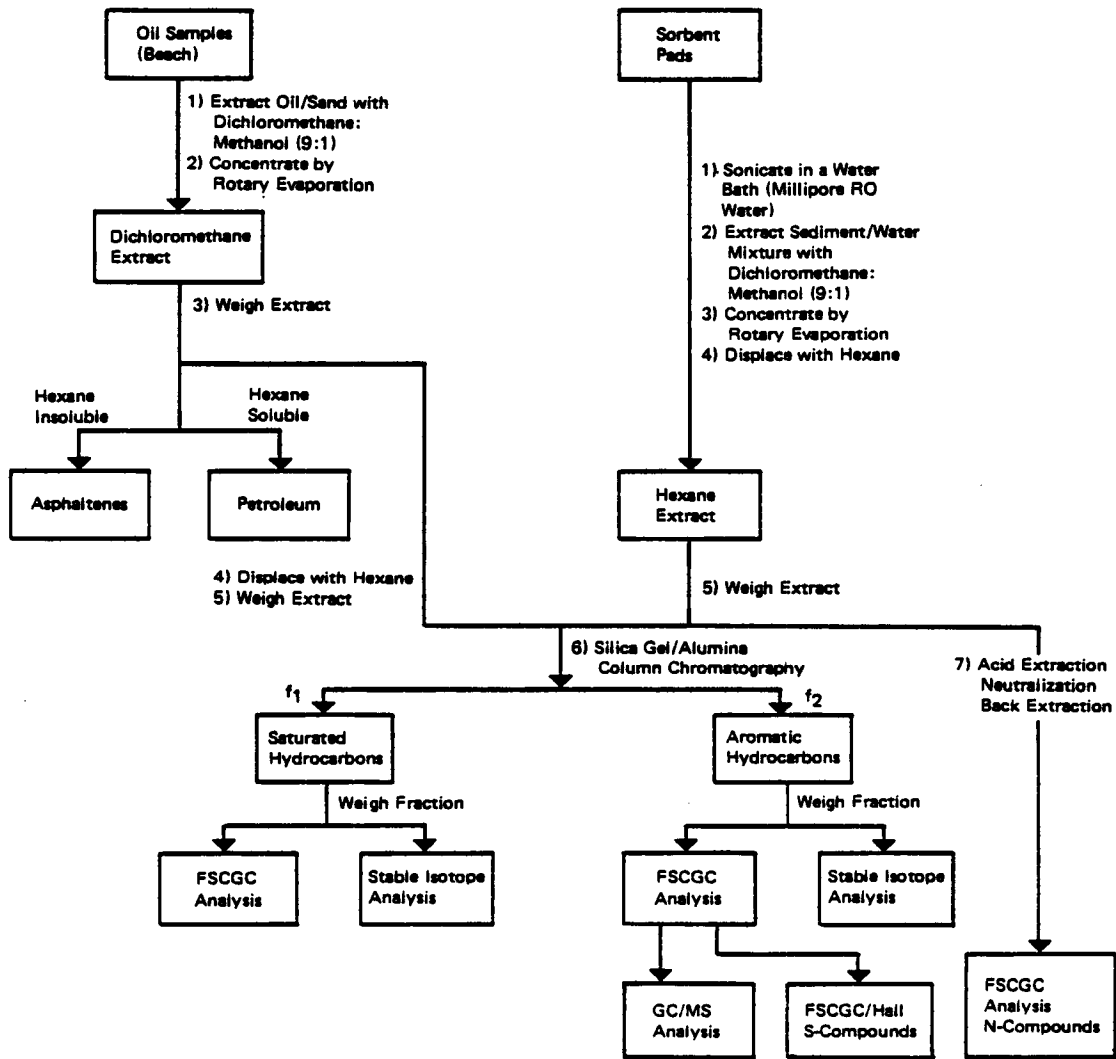 Oil Samples
(Beach)
Sorbent
Pads
1) Extract Oil/Sand with
Dichloromethane:
Methanol (9:1)
2) Concentrate by
Rotary Evaporation
1) Sonicate in a Water
Bath (Millipore RO
Water)
2) Extract Sediment/Water
Mixture with
Dichloromethane:
Methanol (9:1)
3) Concentrate by
Rotary Evaporation
4) Displace with Hexane
Dichloromethane
Extract
3) Weigh Extract
Hexane
Insoluble
Hexane
Soluble
Asphaltenes
Petroleum
Hexane
Extract
4) Displace with Hexane
5) Weigh Extract
5) Weigh Extract
6) Silica Gel/Alumina
Column Chromatography
7) Acid Extraction
Neutralization
Back Extraction
f1
f2
Saturated
Hydrocarbons
Aromatic
Hydrocarbons
Weigh Fraction
Weigh Fraction
FSCGC
Analysis
Stable Isotope
Analysis
FSCGC
Analysis
Stable Isotope
Analysis
GC/MS
Analysis
FSCGC/Hall
S-Compounds
FSCGC
Analysis
N-Compounds